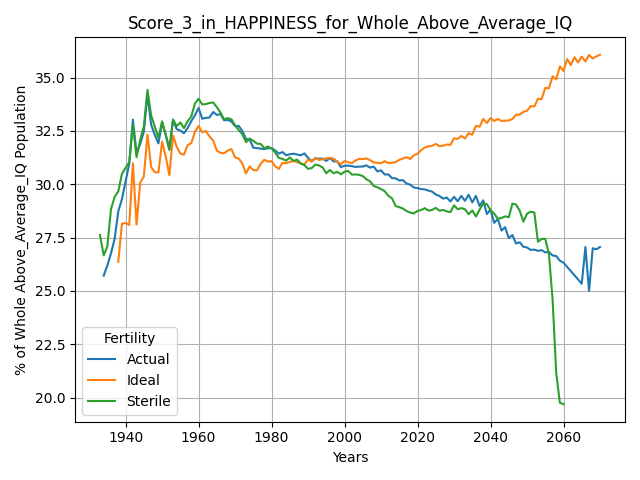 Score_3_in_HAPPINESS_for_Whole_Above_Average_IQ
% of Whole Above_Average_IQ Population
35.0
32.5
30.0
27.5
25.0
22.5
20.0
Fertility
Actual
Ideal
Sterile
1940 1960 1980 2000 2020 2040 2060
Years